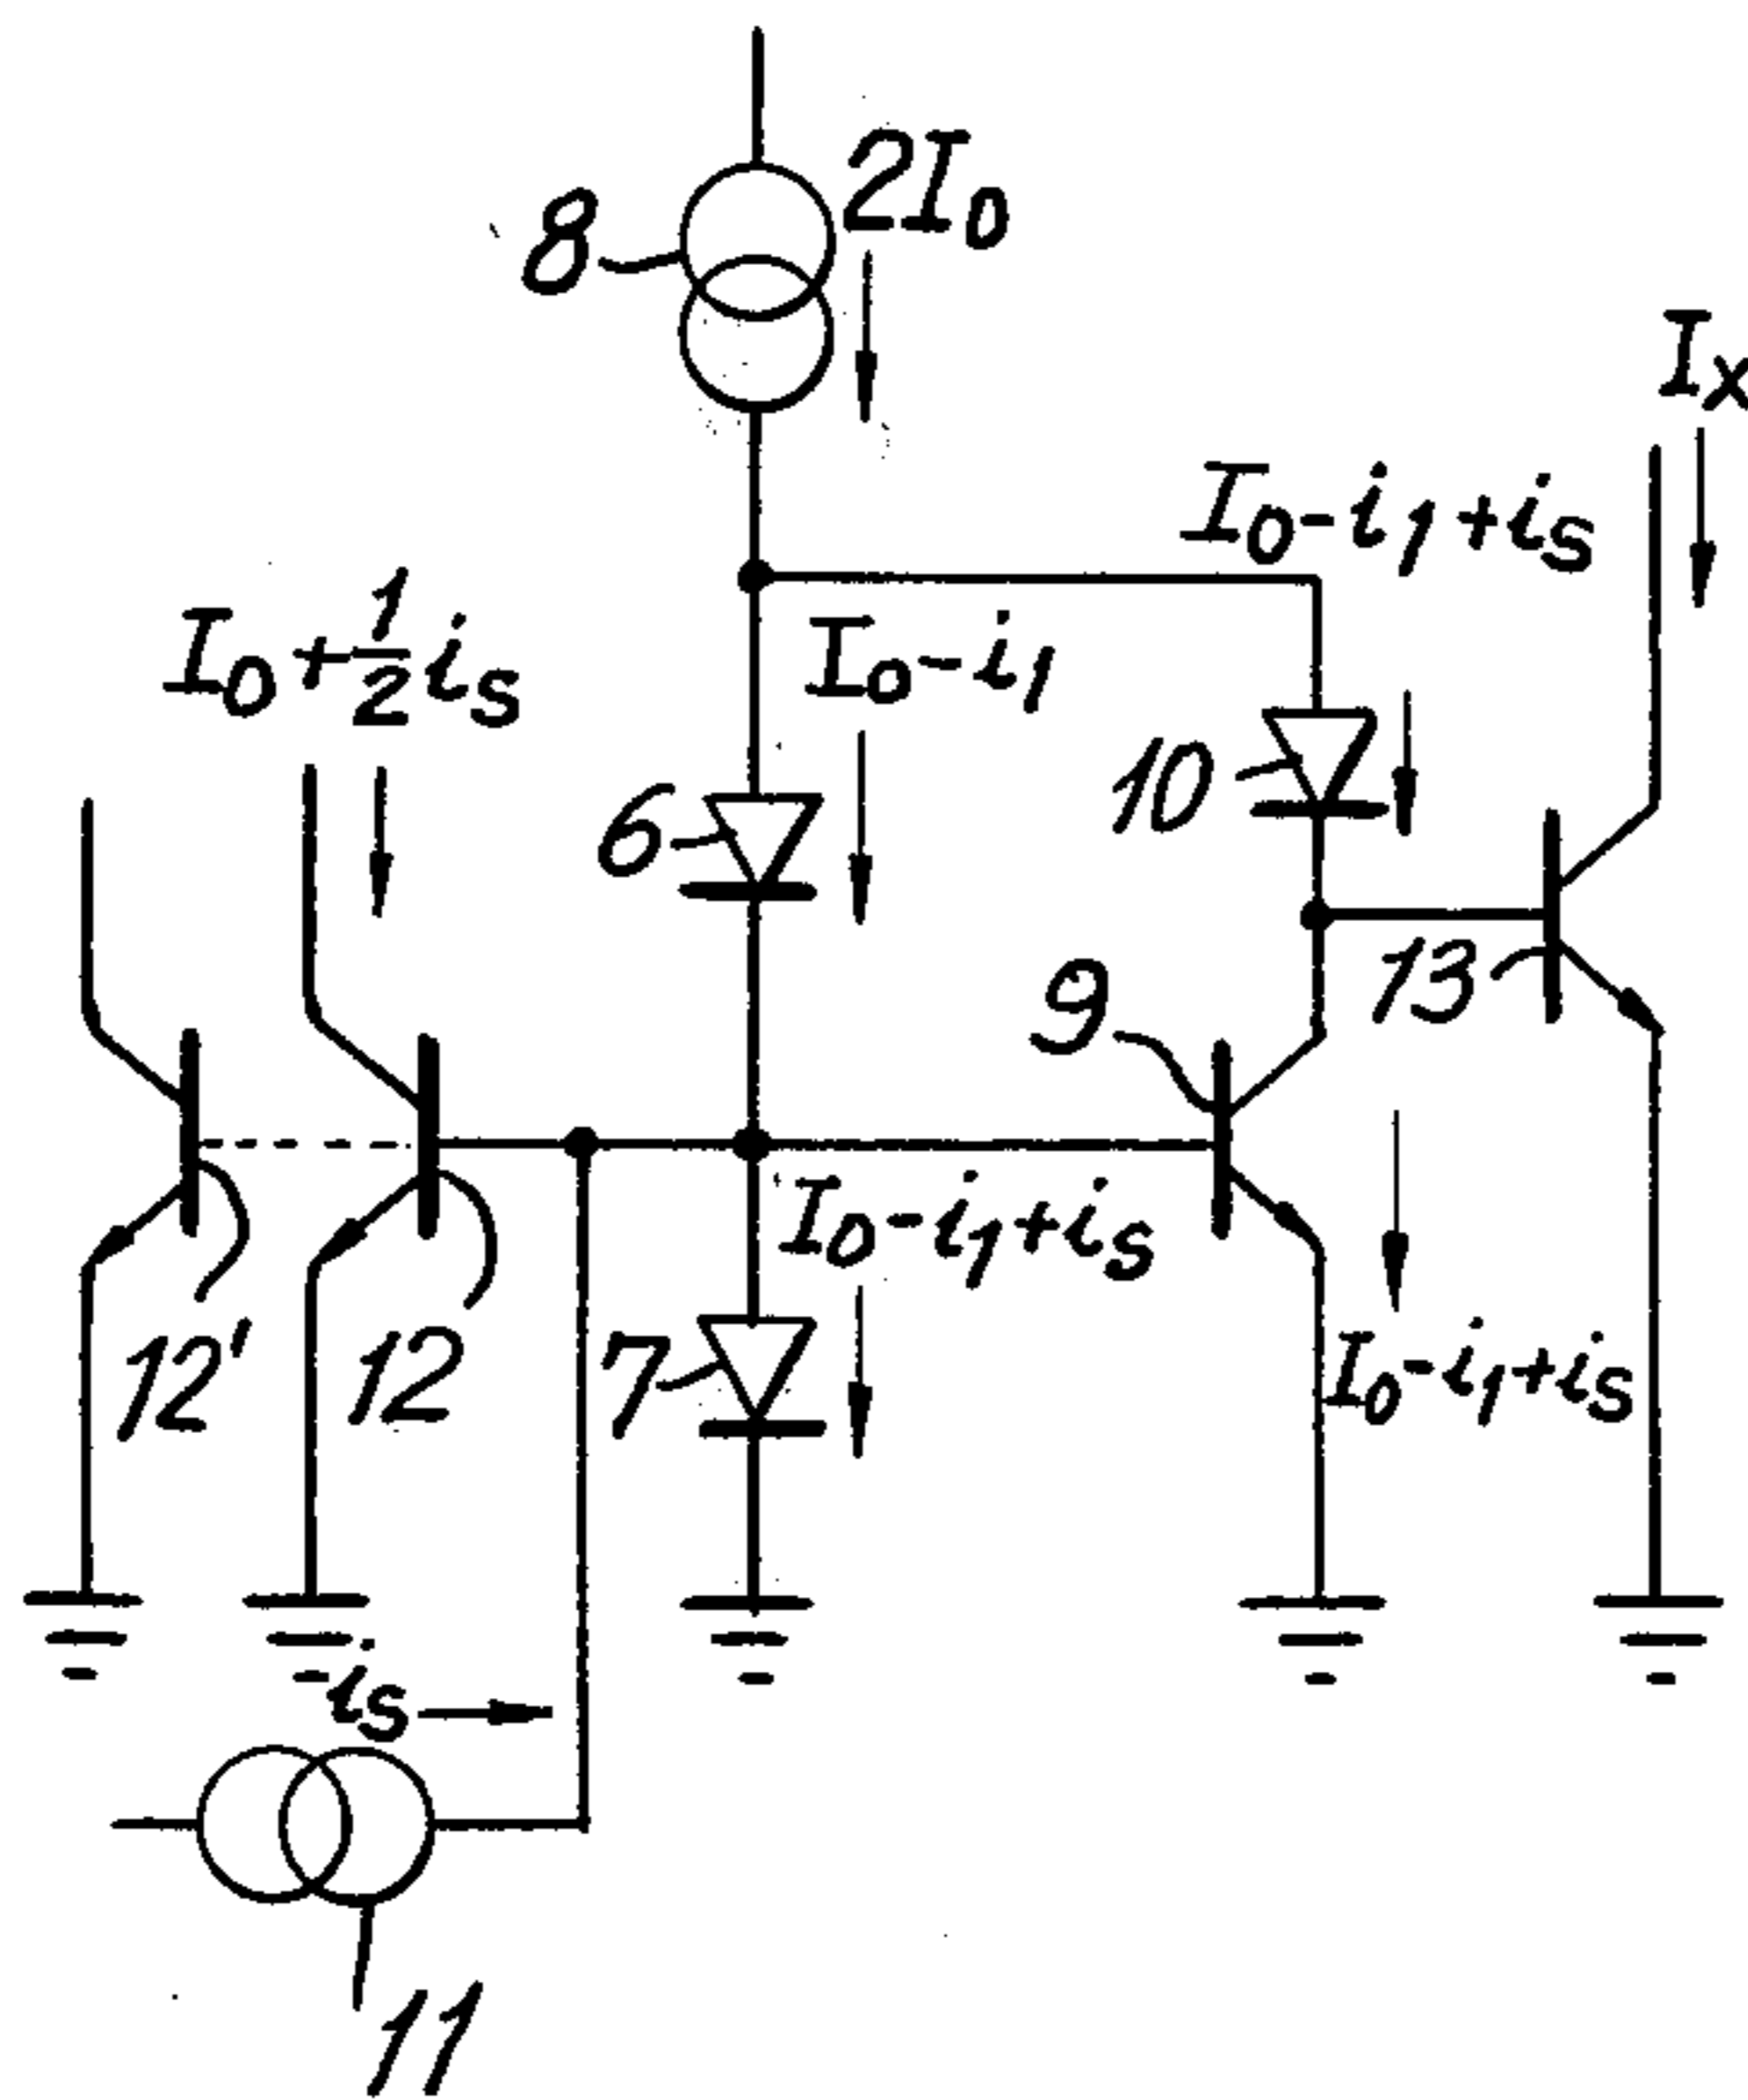 2I₀
8
Iₓ
I₀-i₁+iₛ
I₀+½iₛ
I₀-i₁
6
10
9
13
I₀-i₁+iₛ
12'
12
7
I₀-i₁+iₛ
iₛ
11